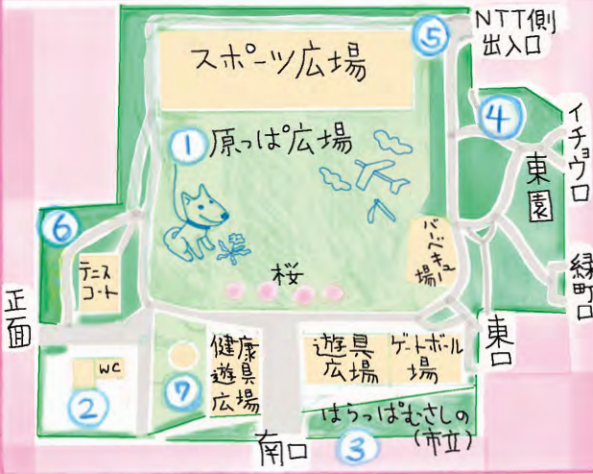 NTT側
出入口
スポーツ広場
⑤
④
イチョウ口
① 原っぱ広場
東園
⑥
バーベキュー場
テニス
コート
桜
緑町口
正面
東口
WC
健康
遊具
広場
遊具
広場
ゲートボール
場
②
⑦
はらっぱむさしの
(市立)
南口
③